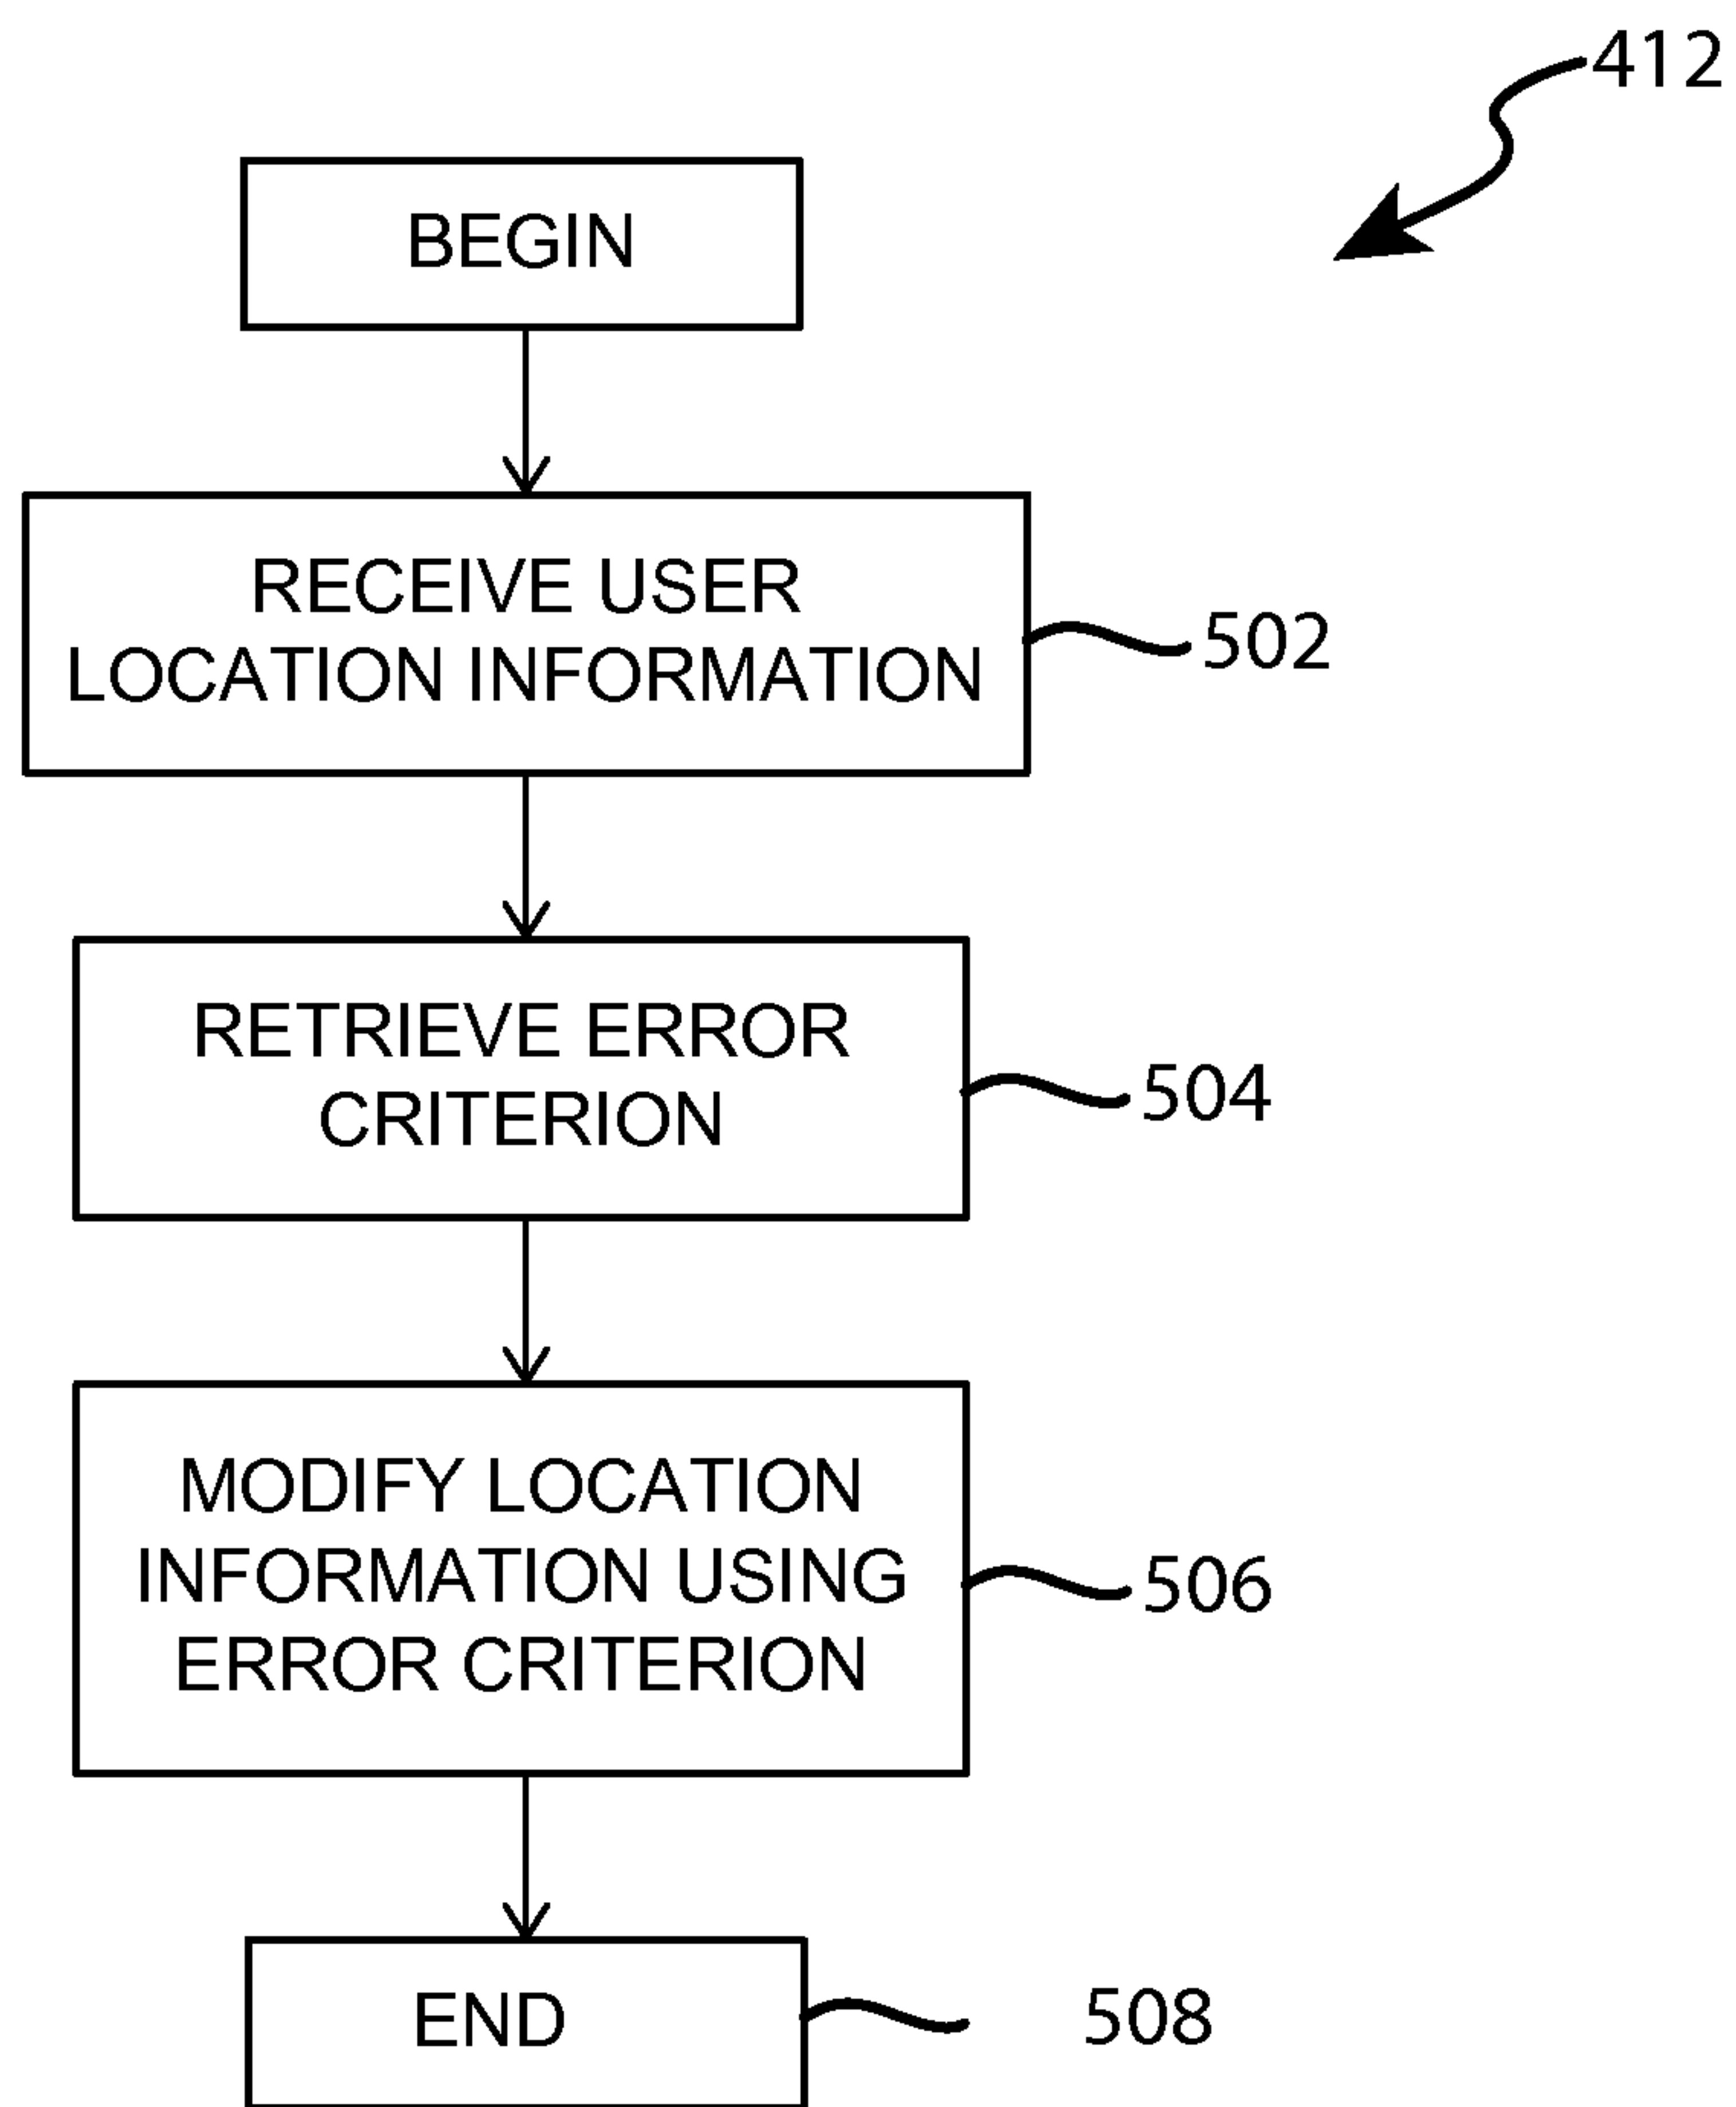 412
BEGIN
RECEIVE USER
LOCATION INFORMATION
502
RETRIEVE ERROR
CRITERION
504
MODIFY LOCATION
INFORMATION USING
ERROR CRITERION
506
END
508